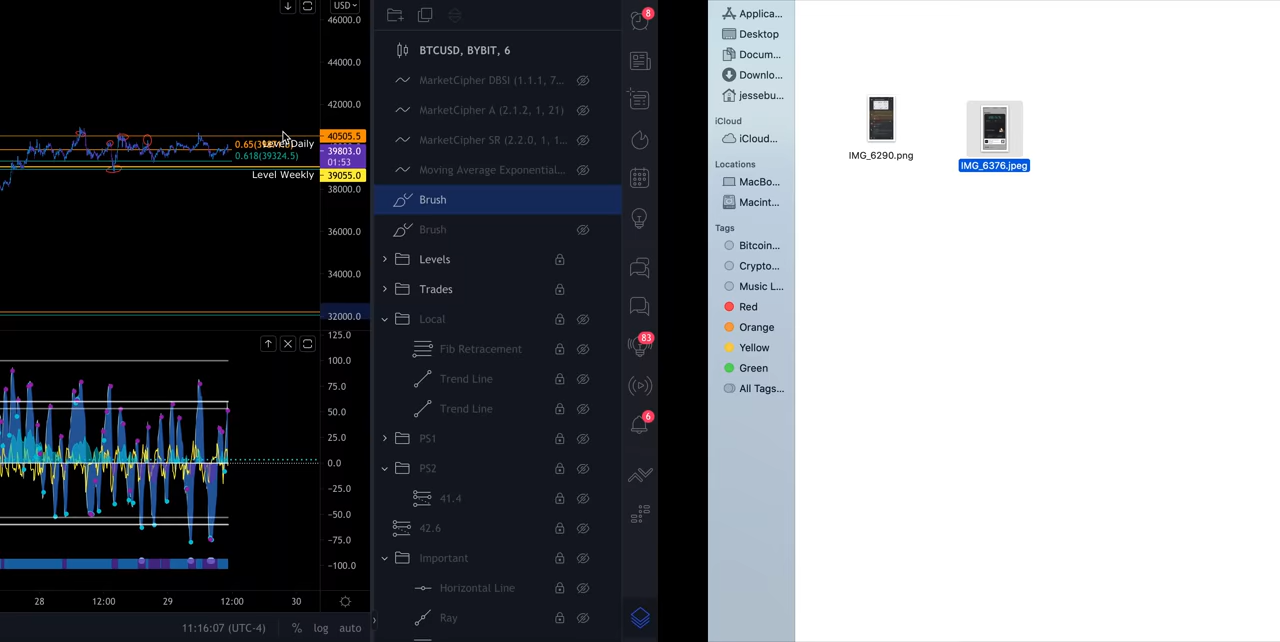 USD
46000.0
44000.0
42000.0
40505.5
0.65(
Level Daily
0.618(39324.5)
39803.0
01:53
Level Weekly
39055.0
38000.0
36000.0
34000.0
32000.0
125.0
100.0
75.0
50.0
25.0
0.0
−25.0
−50.0
−75.0
−100.0
28
12:00
29
12:00
30
11:16:07 (UTC-4)
%
log
auto
BTCUSD, BYBIT, 6
MarketCipher DBSI (1.1.1, 7...
MarketCipher A (2.1.2, 1, 21)
MarketCipher SR (2.2.0, 1, 1...
Moving Average Exponential...
Brush
Brush
Levels
Trades
Local
Fib Retracement
Trend Line
Trend Line
PS1
PS2
41.4
42.6
Important
Horizontal Line
Ray
8
83
6
Applica...
Desktop
Docum...
Downlo...
jessebu...
iCloud
iCloud...
Locations
MacBo...
Macint...
Tags
Bitcoin...
Crypto...
Music L...
Red
Orange
Yellow
Green
All Tags...
IMG_6290.png
IMG_6376.jpeg